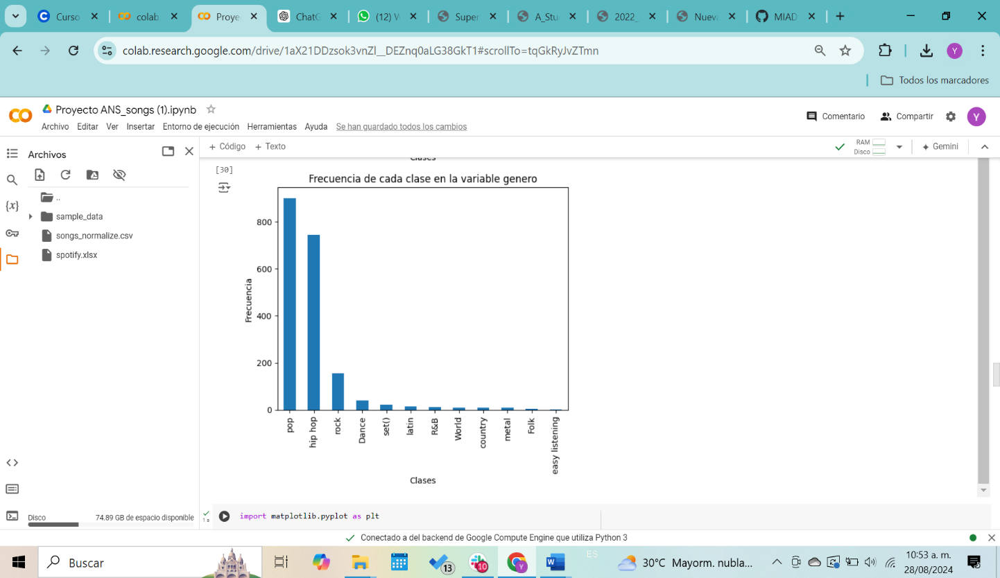 Curso
colab.
Proye
ChatG
(12) W
Super
A_Stu
2022_
Nueva
MIAD
colab.research.google.com/drive/1aX21DDzsok3vnZl__DEZnq0aLG38GkT1#scrollTo=tqGkRyJvZTmn
Y
Todos los marcadores
Proyecto ANS_songs (1).ipynb
Archivo Editar Ver Insertar Entorno de ejecución Herramientas Ayuda Se han guardado todos los cambios
Comentario
Compartir
Y
Archivos
+ Código + Texto
RAM
Disco
Gemini
..
sample_data
songs_normalize.csv
spotify.xlsx
{x}
Clases
[30]
Frecuencia de cada clase en la variable genero
800
600
400
200
0
Frecuencia
pop
hip hop
rock
Dance
set()
latin
R&B
World
country
metal
Folk
easy listening
Clases
Disco 74.89 GB de espacio disponible
1 s
import matplotlib.pyplot as plt
Conectado a del backend de Google Compute Engine que utiliza Python 3
Buscar
13
10
Y
ES
30°C Mayorm. nubla...
10:53 a. m.
28/08/2024